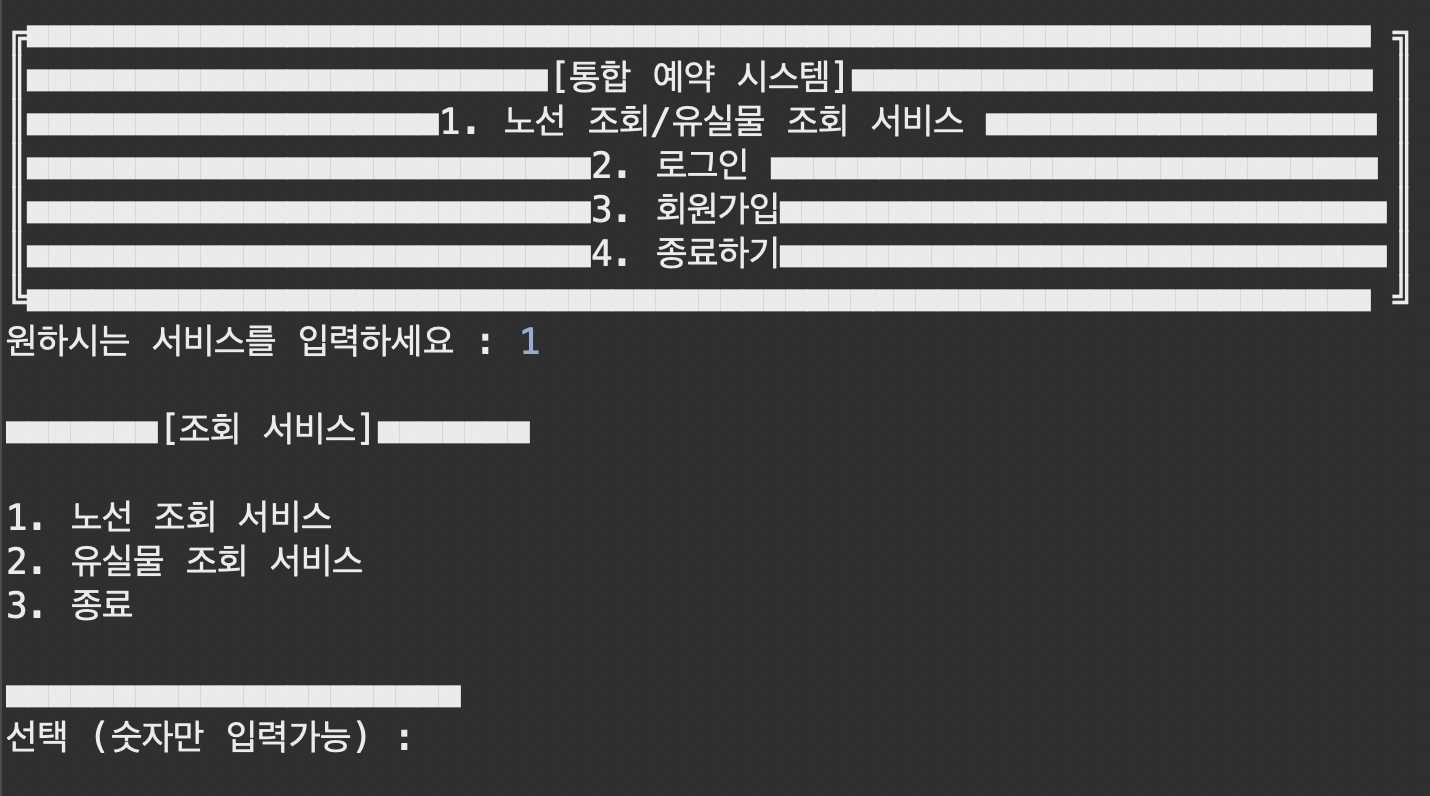 [통합 예약 시스템]
1. 노선 조회/유실물 조회 서비스
2. 로그인
3. 회원가입
4. 종료하기
원하시는 서비스를 입력하세요 : 1
[조회 서비스]
1. 노선 조회 서비스
2. 유실물 조회 서비스
3. 종료
선택 (숫자만 입력가능) :